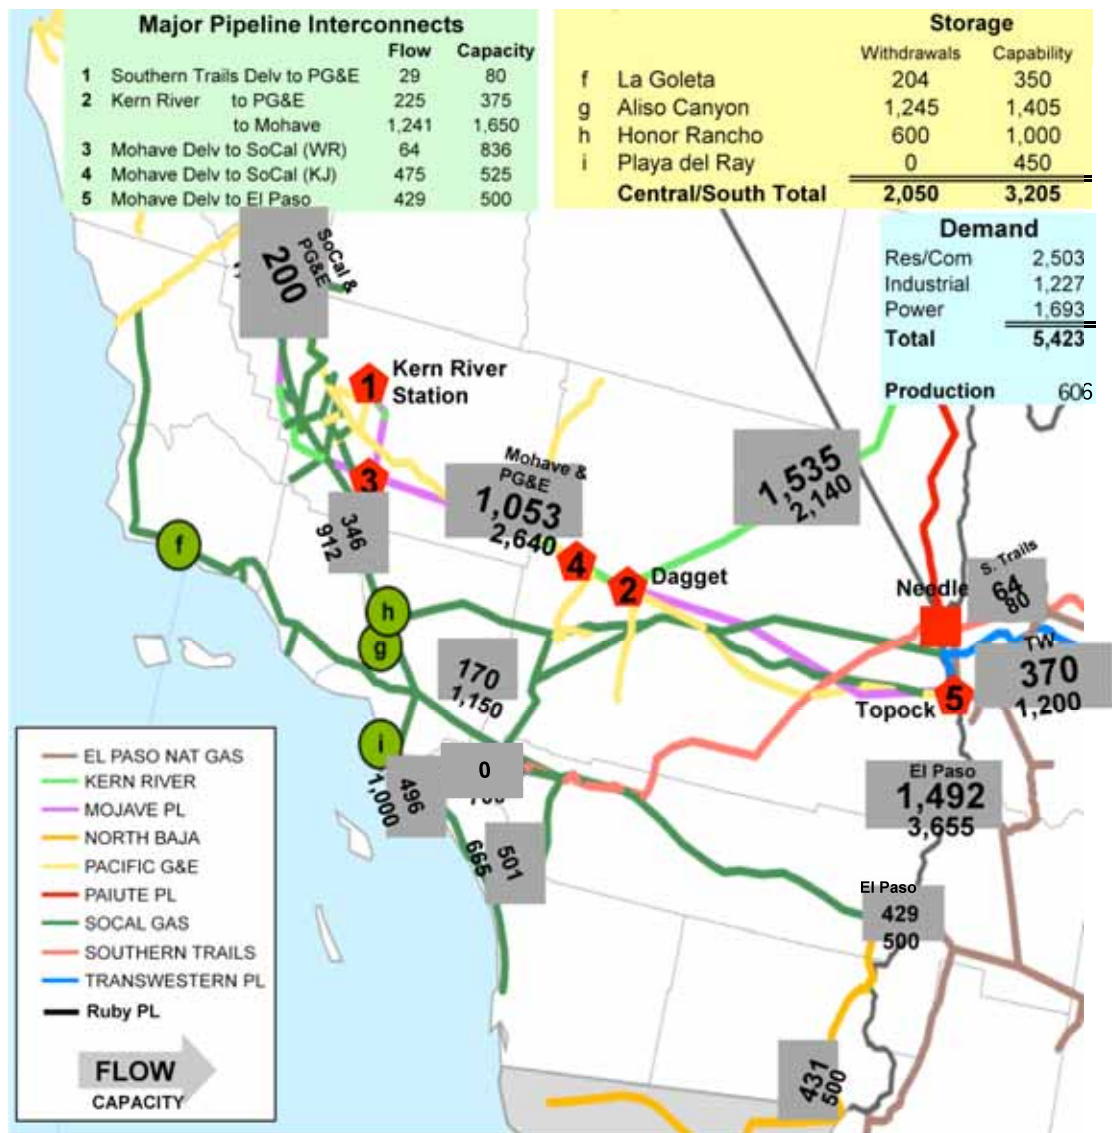 Major Pipeline Interconnects
Flow Capacity
1 Southern Trails Delv to PG&E 29 80
2 Kern River to PG&E 225 375
to Mohave 1,241 1,650
3 Mohave Delv to SoCal (WR) 64 836
4 Mohave Delv to SoCal (KJ) 475 525
5 Mohave Delv to El Paso 429 500
Storage
Withdrawals Capability
f La Goleta 204 350
g Aliso Canyon 1,245 1,405
h Honor Rancho 600 1,000
i Playa del Ray 0 450
Central/South Total 2,050 3,205
Demand
Res/Com 2,503
Industrial 1,227
Power 1,693
Total 5,423
Production 606
SoCal &
PG&E
200
1
Kern River
Station
3
Mohave &
PG&E
1,053
2,640
1,535
2,140
346
912
f
4
2
Dagget
Needle
S. Trails
64
80
h
g
TW
370
1,200
170
1,150
Topock
5
i
0
496
1,000
El Paso
1,492
3,655
501
665
El Paso
429
500
431
500
EL PASO NAT GAS
KERN RIVER
MOJAVE PL
NORTH BAJA
PACIFIC G&E
PAIUTE PL
SOCAL GAS
SOUTHERN TRAILS
TRANSWESTERN PL
Ruby PL
FLOW
CAPACITY